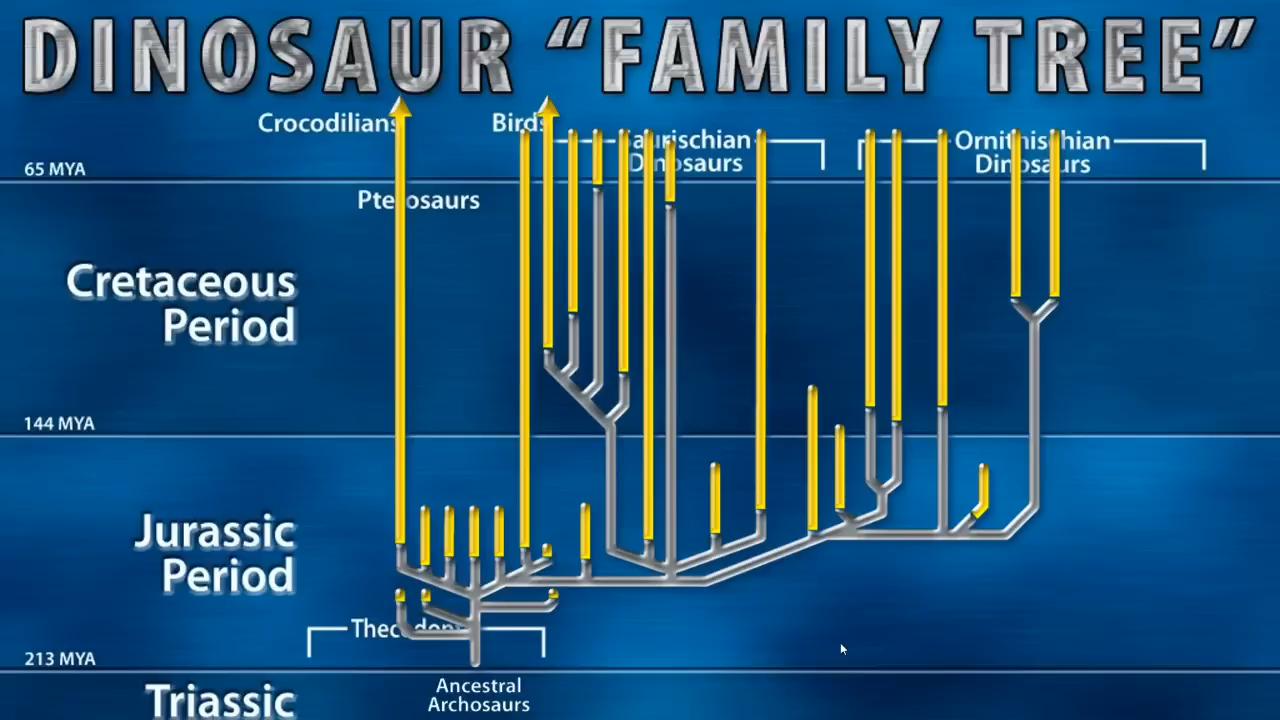 DINOSAUR “FAMILY TREE”
Crocodilians
Birds
Saurischian
Dinosaurs
Ornithischian
Dinosaurs
65 MYA
Pterosaurs
Cretaceous
Period
144 MYA
Jurassic
Period
213 MYA
Triassic
Ancestral
Archosaurs